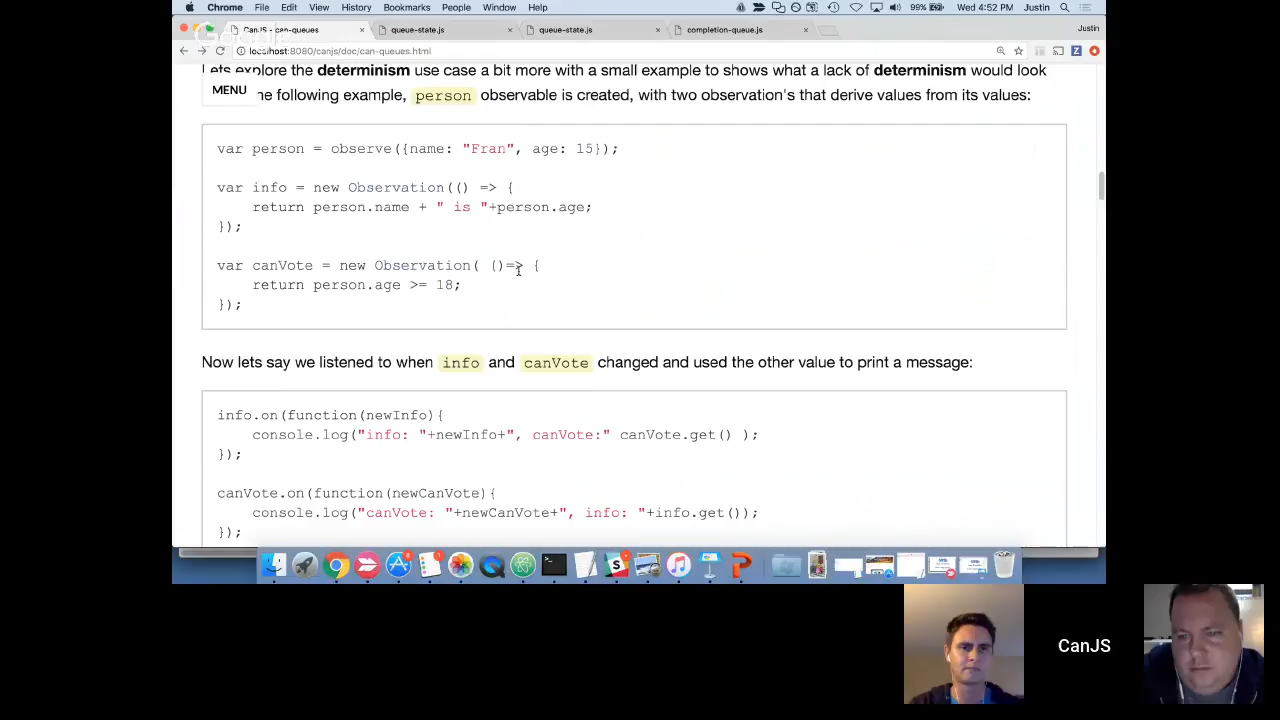 Chrome File Edit View History Bookmarks People Window Help 99% Wed 4:52 PM Justin
CanJS - can-queues queue-state.js queue-state.js completion-queue.js Justin
localhost:8080/canjs/doc/can-queues.html
Lets explore the determinism use case a bit more with a small example to shows what a lack of determinism would look
MENU ne following example, person observable is created, with two observation's that derive values from its values:
var person = observe({name: "Fran", age: 15});
var info = new Observation(() => {
return person.name + " is "+person.age;
});
var canVote = new Observation( ()=> {
return person.age >= 18;
});
Now lets say we listened to when info and canVote changed and used the other value to print a message:
info.on(function(newInfo){
console.log("info: "+newInfo+", canVote:" canVote.get() );
});
canVote.on(function(newCanVote){
console.log("canVote: "+newCanVote+", info: "+info.get());
});
CanJS